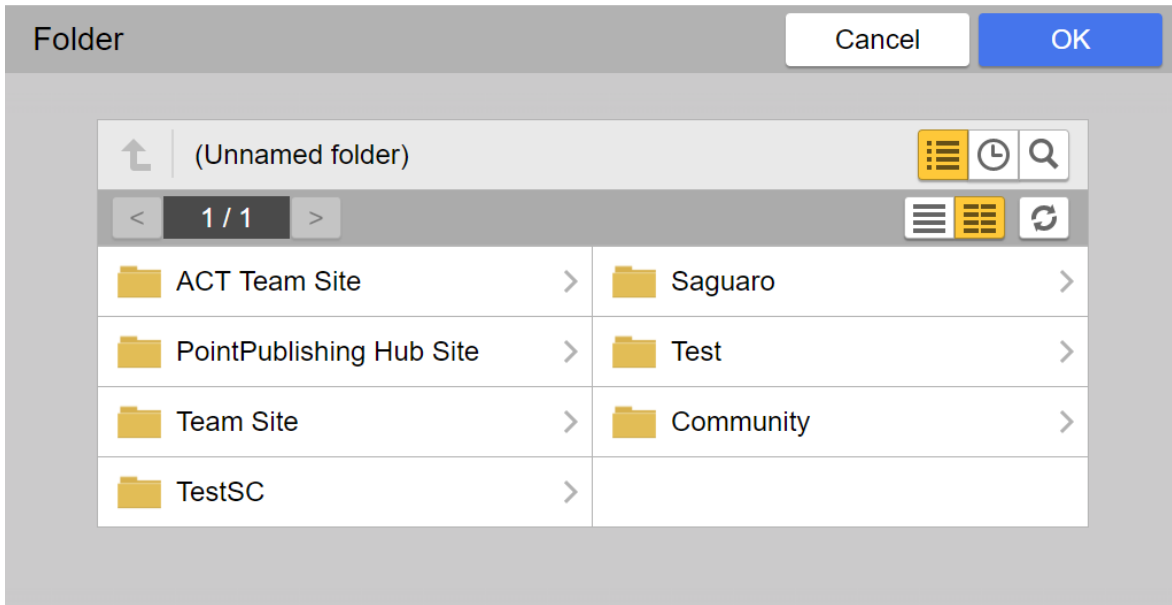 Folder
Cancel
OK
(Unnamed folder)
< 1 / 1 >
ACT Team Site
Saguaro
PointPublishing Hub Site
Test
Team Site
Community
TestSC